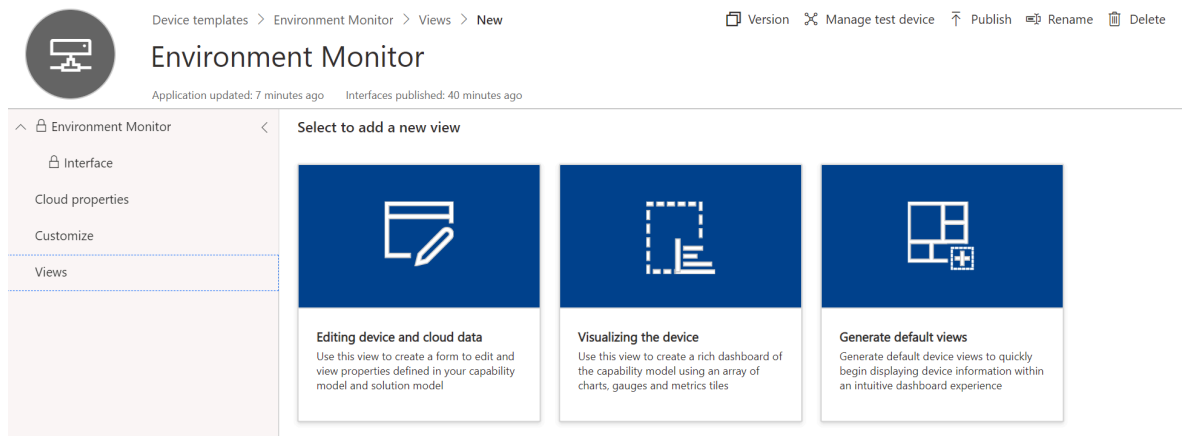 Device templates > Environment Monitor > Views > New
Version Manage test device Publish Rename Delete
Environment Monitor
Application updated: 7 minutes ago Interfaces published: 40 minutes ago
Environment Monitor
Interface
Cloud properties
Customize
Views
Select to add a new view
Editing device and cloud data
Use this view to create a form to edit and
view properties defined in your capability
model and solution model
Visualizing the device
Use this view to create a rich dashboard of
the capability model using an array of
charts, gauges and metrics tiles
Generate default views
Generate default device views to quickly
begin displaying device information within
an intuitive dashboard experience